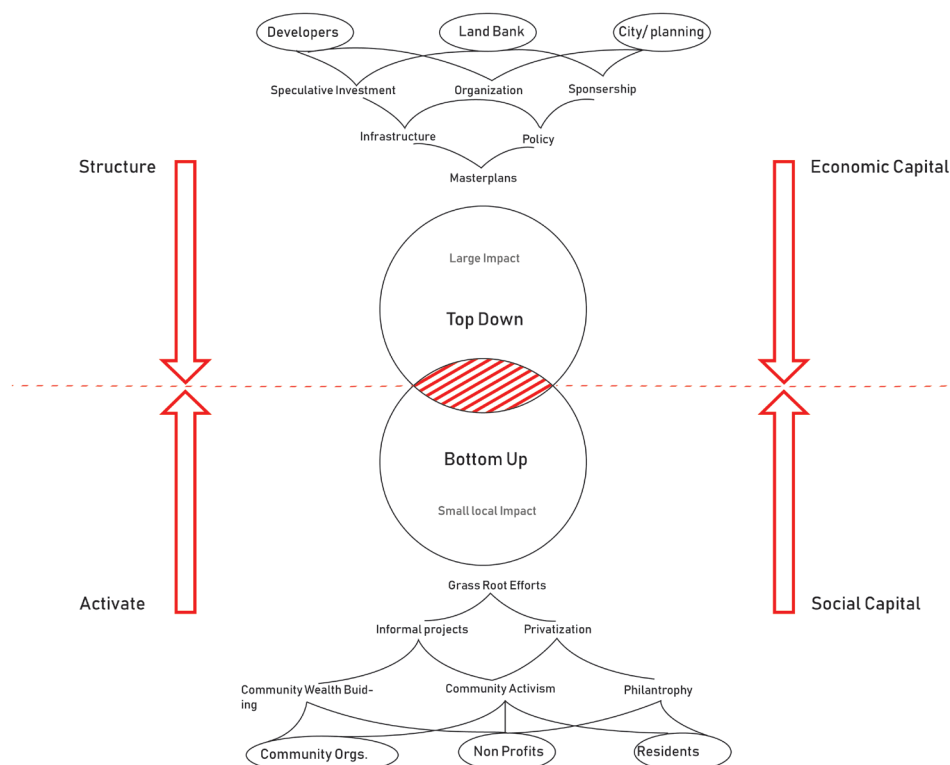 Developers
Land Bank
City/ planning
Speculative Investment
Organization
Sponsership
Infrastructure
Policy
Masterplans
Structure
Economic Capital
Large Impact
Top Down
Bottom Up
Small local Impact
Activate
Social Capital
Grass Root Efforts
Informal projects
Privatization
Community Wealth Buid-
ing
Community Activism
Philantrophy
Community Orgs.
Non Profits
Residents